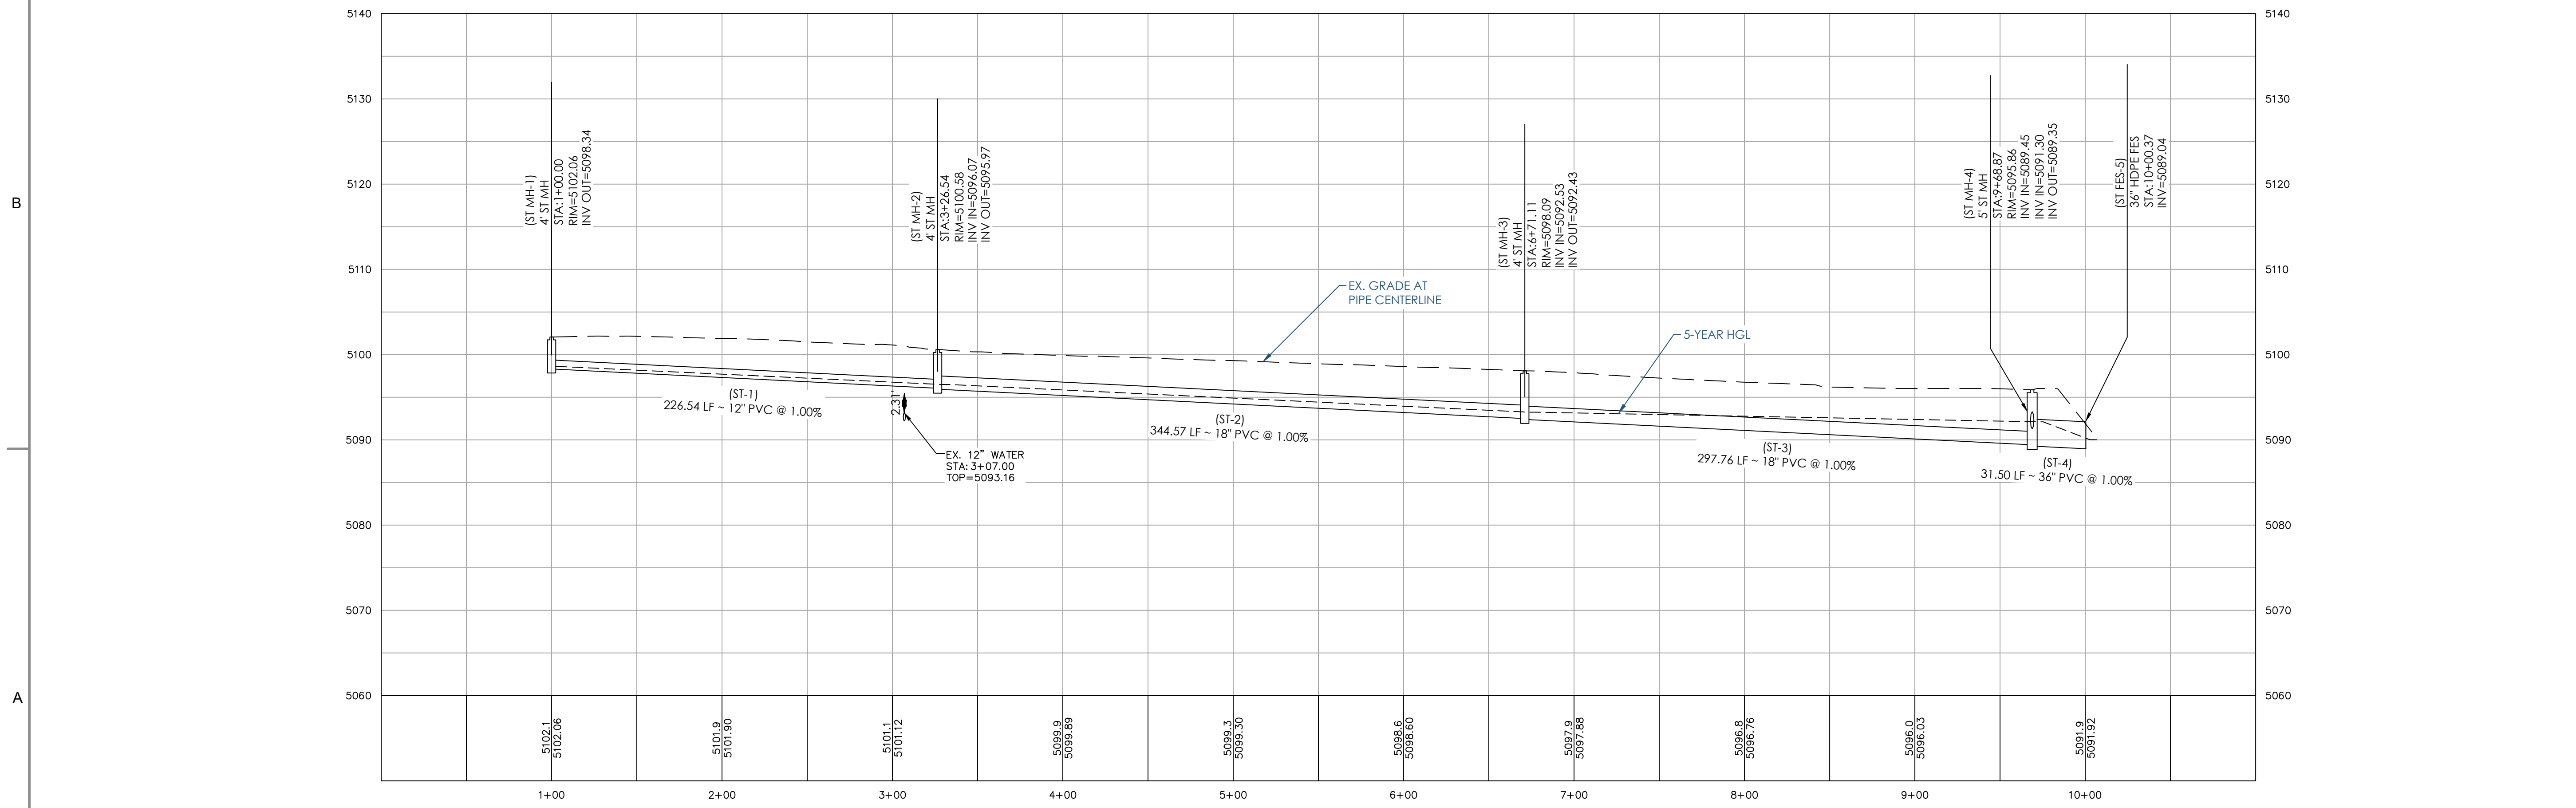 B
A
5140
5130
5120
5110
5100
5090
5080
5070
5060
5140
5130
5120
5110
5100
5090
5080
5070
5060
(ST MH-1)
4' ST MH
STA:1+00.00
RIM=5102.06
INV OUT=5098.34
(ST MH-2)
4' ST MH
STA:3+26.54
RIM=5100.58
INV IN=5096.07
INV OUT=5095.97
(ST MH-3)
4' ST MH
STA:6+71.11
RIM=5098.09
INV IN=5092.53
INV OUT=5092.43
(ST MH-4)
5' ST MH
STA:9+68.87
RIM=5095.86
INV IN=5089.45
INV IN=5091.30
INV OUT=5089.35
(ST FES-5)
36" HDPE FES
STA:10+00.37
INV=5089.04
EX. GRADE AT
PIPE CENTERLINE
5-YEAR HGL
(ST-1)
226.54 LF ~ 12" PVC @ 1.00%
2.31'
EX. 12" WATER
STA: 3+07.00
TOP=5093.16
(ST-2)
344.57 LF ~ 18" PVC @ 1.00%
(ST-3)
297.76 LF ~ 18" PVC @ 1.00%
(ST-4)
31.50 LF ~ 36" PVC @ 1.00%
5102.1
5102.06
5101.9
5101.90
5101.1
5101.12
5099.9
5099.89
5099.3
5099.30
5098.6
5098.60
5097.9
5097.88
5096.8
5096.76
5096.0
5096.03
5091.9
5091.92
1+00
2+00
3+00
4+00
5+00
6+00
7+00
8+00
9+00
10+00